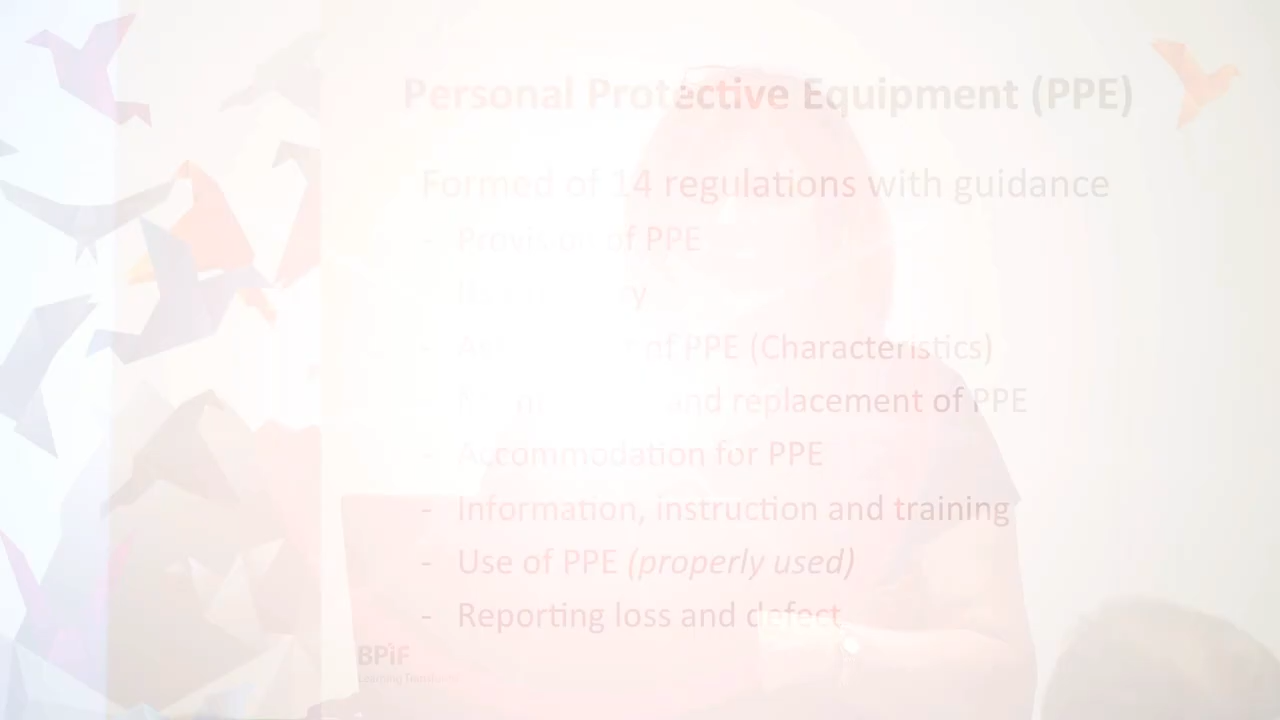 Personal Protective Equipment (PPE)
Formed of 14 regulations with guidance
- Provision of PPE
- of PPE (Characteristics)
- and replacement of PPE
- Accommodation for PPE
- Information, instruction and training
- Use of PPE (properly used)
- Reporting loss and defect
BPiF
Learning